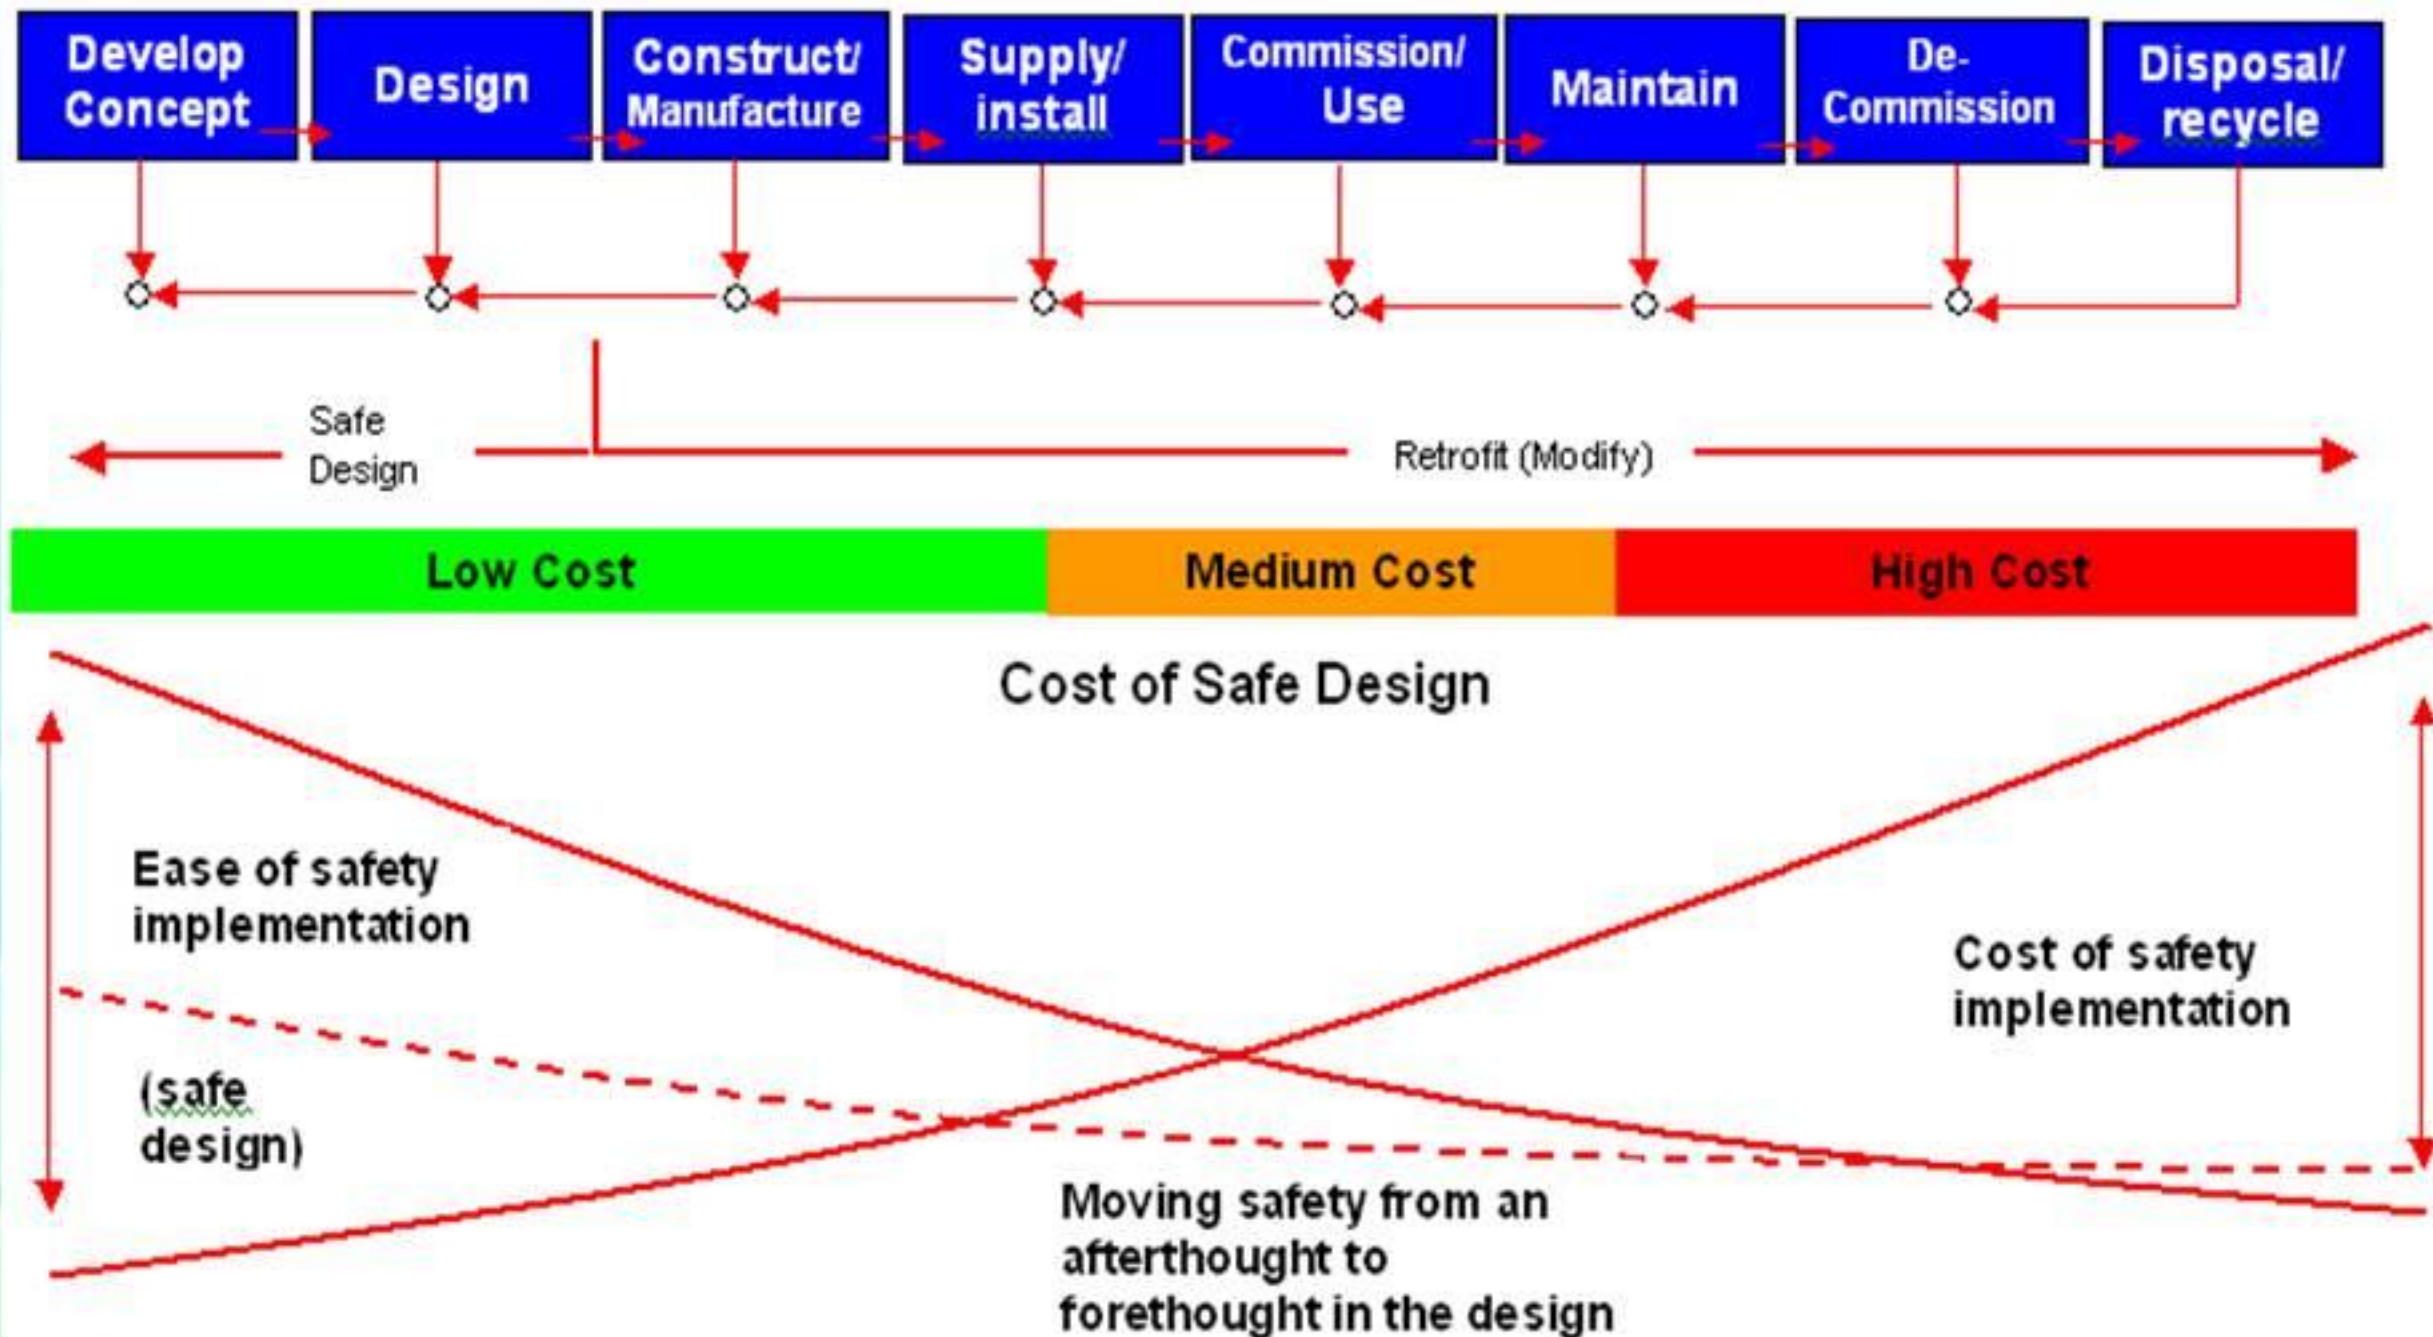 Develop
Concept
Design
Construct/
Manufacture
Supply/
install
Commission/
Use
Maintain
De-
Commission
Disposal/
recycle
Safe
Design
Retrofit (Modify)
Low Cost
Medium Cost
High Cost
Cost of Safe Design
Ease of safety
implementation
(safe
design)
Cost of safety
implementation
Moving safety from an
afterthought to
forethought in the design